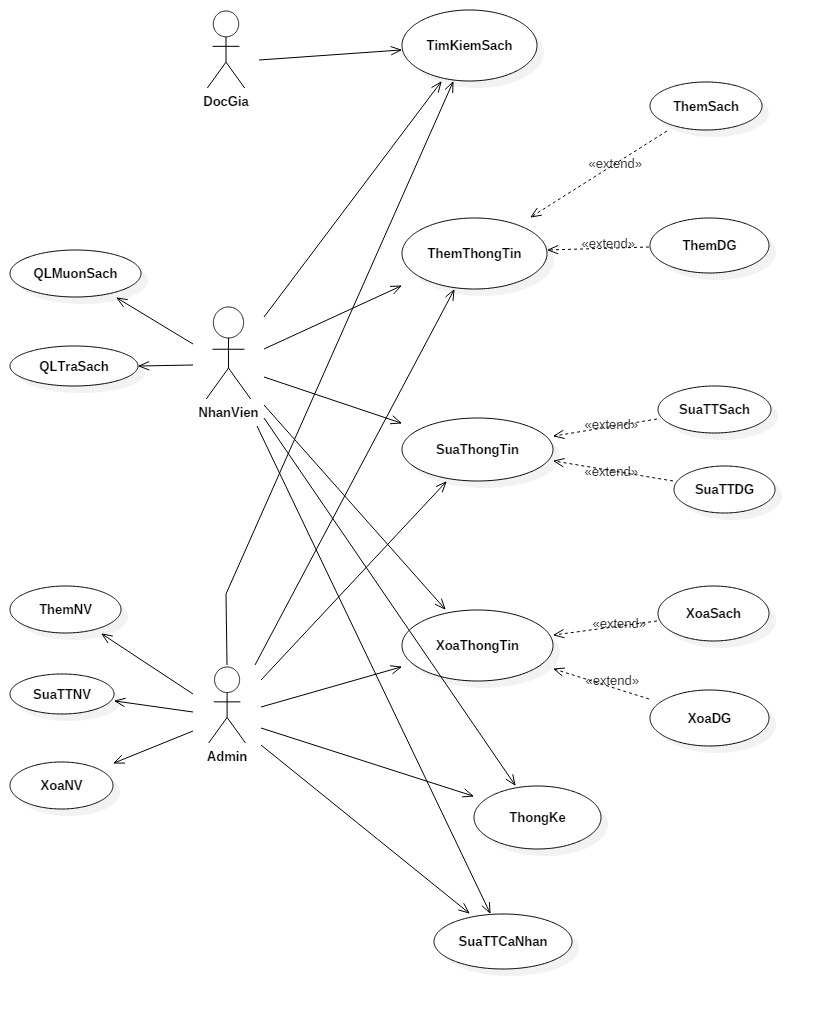 TimKiemSach
DocGia
ThemSach
«extend»
ThemThongTin
«extend»
ThemDG
QLMuonSach
QLTraSach
NhanVien
SuaTTSach
«extend»
SuaThongTin
«extend»
SuaTTDG
ThemNV
XoaSach
«extend»
XoaThongTin
«extend»
SuaTTNV
XoaDG
Admin
XoaNV
ThongKe
SuaTTCaNhan